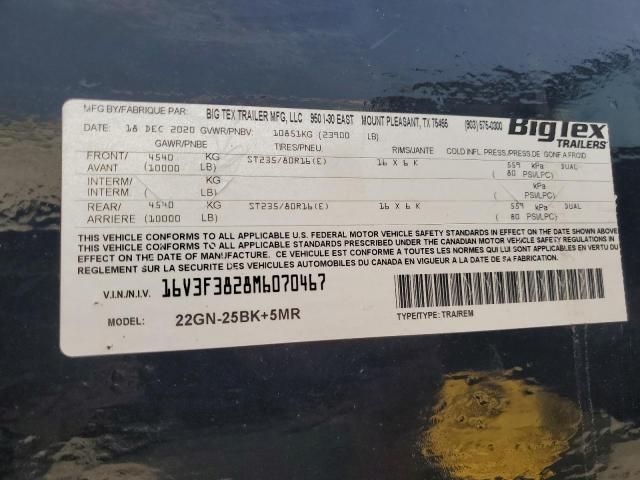 MFG BY/FABRIQUE PAR: BIG TEX TRAILER MFG, LLC 950 I-30 EAST MOUNT PLEASANT, TX 75455 (903) 575-0300
BigTex
TRAILERS
DATE: 18 DEC 2020 GVWR/PNBV: 10851KG (23900 LB)
GAWR/PNBE TIRES/PNEU. RIMS/JANTE COLD INFL. PRESS./PRESS. DE GONF A FROID
FRONT/ 4540 KG ST235/80R16(E) 16 X 6 K 559 kPa DUAL
AVANT (10000 LB) ( 80 PSI/LPC)
INTERM/ KG kPa
INTERM. ( LB) ( PSI/LPC)
REAR/ 4540 KG ST235/80R16(E) 16 X 6 K 559 kPa DUAL
ARRIERE (10000 LB) ( 80 PSI/LPC)
THIS VEHICLE CONFORMS TO ALL APPLICABLE U.S. FEDERAL MOTOR VEHICLE SAFETY STANDARDS IN EFFECT ON THE DATE OF MANUFACTURE SHOWN ABOVE.
THIS VEHICLE CONFORMS TO ALL APPLICABLE STANDARDS PRESCRIBED UNDER THE CANADIAN MOTOR VEHICLE SAFETY REGULATIONS IN
EFFECT ON THE DATE OF MANUFACTURE. / CE VEHICULE EST CONFORME A TOUTES LES NORMES QUI LUI SONT APPLICABLES EN VERTU DU
REGLEMENT SUR LA SECURITE DES VEHICULES AUTOMOBILES DU CANADA EN VIGUEUR A LA DATE DE SA FABRICATION.
V.I.N./N.I.V. 16V3F3828M6070467
MODEL: 22GN-25BK+5MR TYPE/TYPE: TRA/REM